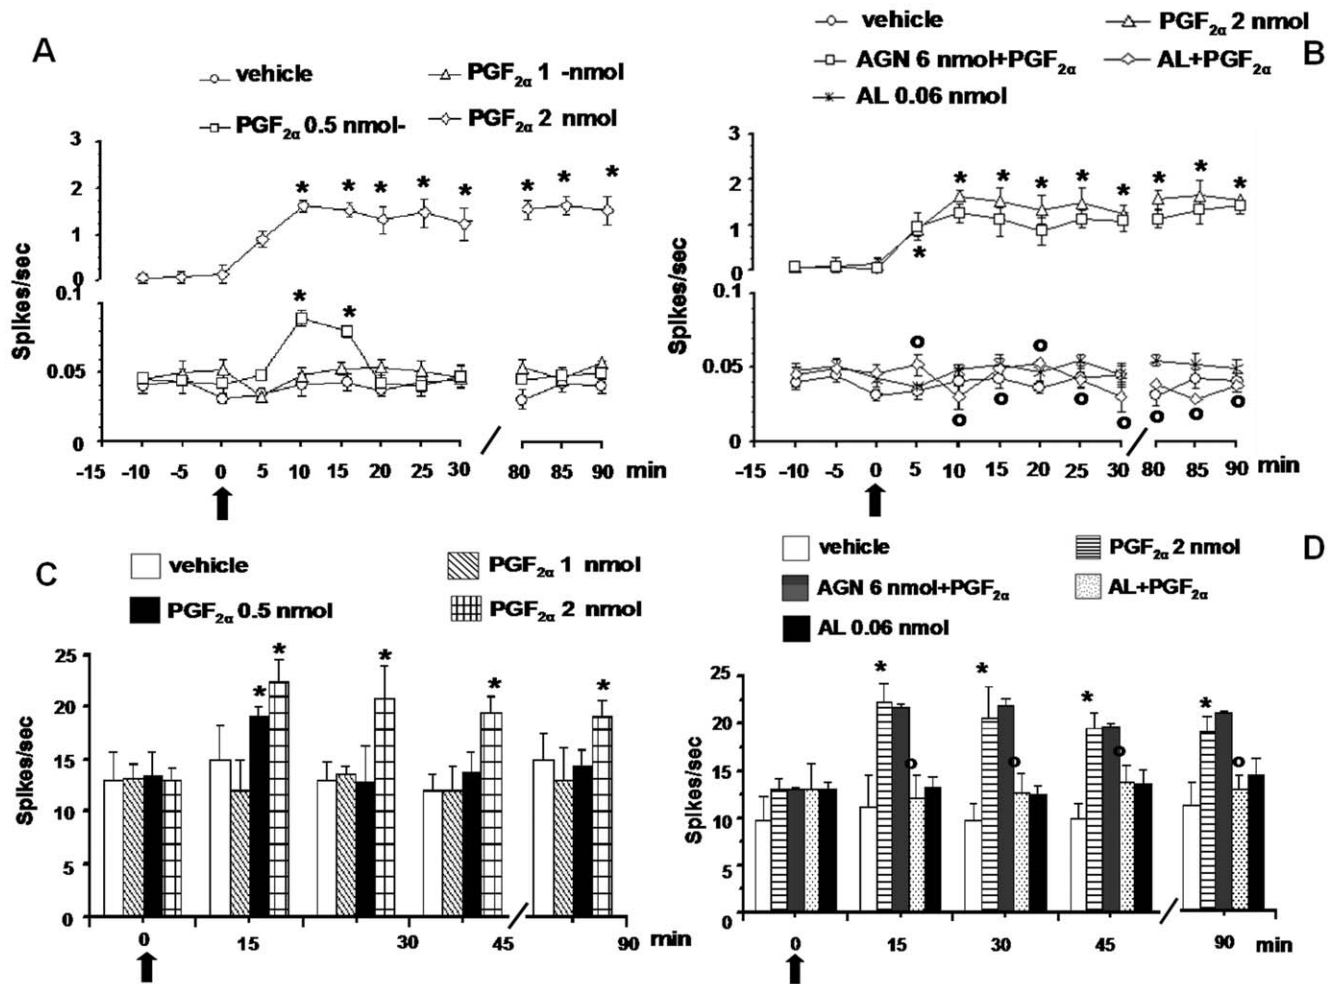 A
vehicle
PGF2α 1 -nmol
PGF2α 0.5 nmol-
PGF2α 2 nmol
Spikes/sec
3
2
1
0
0.1
0.05
0
* * * * * * * *
* *
-15 -10 -5 0 5 10 15 20 25 30 80 85 90 min
B
vehicle
PGF2α 2 nmol
AGN 6 nmol+PGF2α
AL+PGF2α
AL 0.06 nmol
Spikes/sec
3
2
1
0
0.1
0.05
0
* * * * * * * *
*
o o
o o o o o o o
-15 -10 -5 0 5 10 15 20 25 30 80 85 90 min
C
vehicle
PGF2α 1 nmol
PGF2α 0.5 nmol
PGF2α 2 nmol
Spikes/sec
25
20
15
10
5
0
* * * * *
0 15 30 45 90 min
D
vehicle
PGF2α 2 nmol
AGN 6 nmol+PGF2α
AL+PGF2α
AL 0.06 nmol
Spikes/sec
25
20
15
10
5
0
* * * *
o o o o
0 15 30 45 90 min